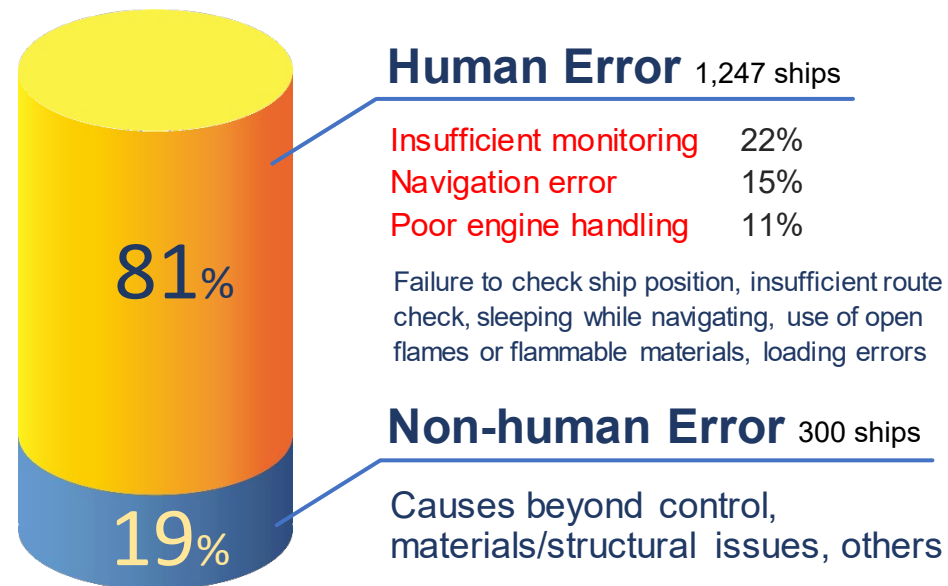 Human Error 1,247 ships
Insufficient monitoring 22%
Navigation error 15%
Poor engine handling 11%
81%
Failure to check ship position, insufficient route
check, sleeping while navigating, use of open
flames or flammable materials, loading errors
Non-human Error 300 ships
19%
Causes beyond control,
materials/structural issues, others